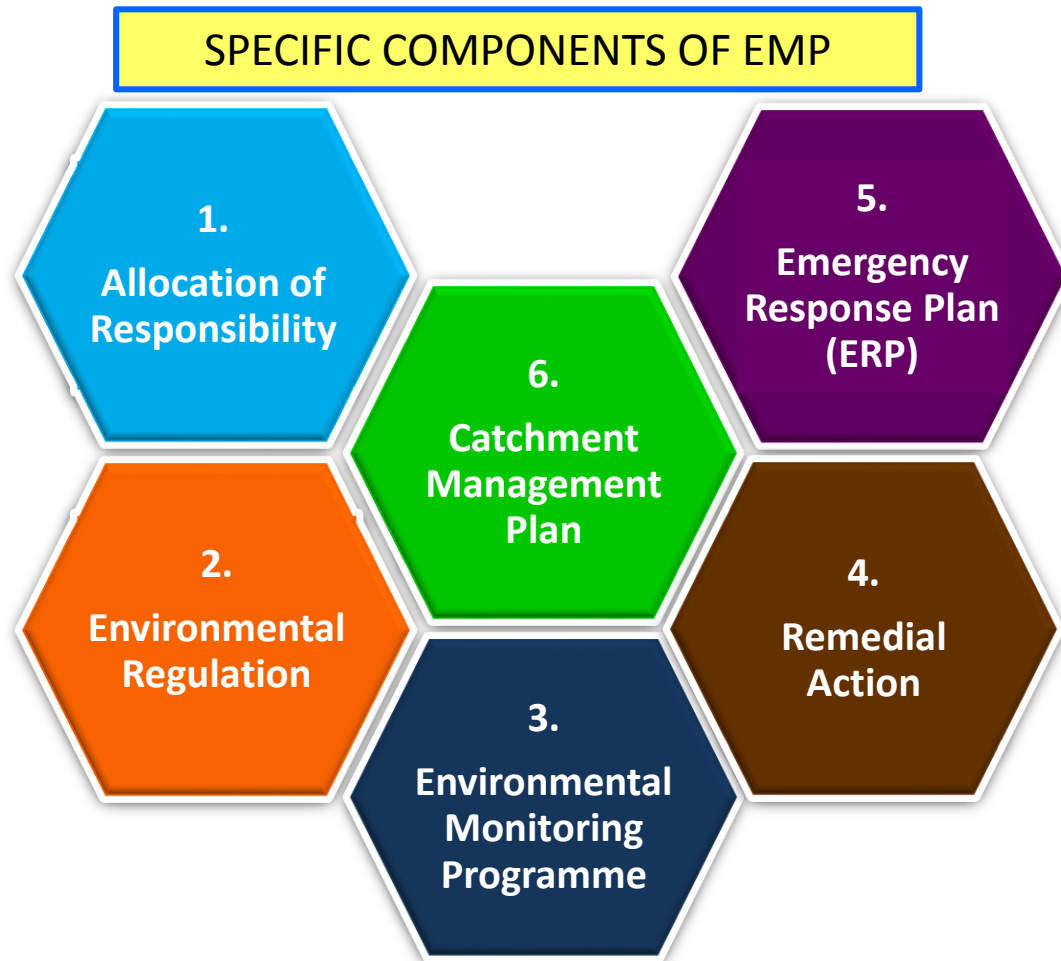 SPECIFIC COMPONENTS OF EMP
1.
Allocation of
Responsibility
2.
Environmental
Regulation
3.
Environmental
Monitoring
Programme
4.
Remedial
Action
5.
Emergency
Response Plan
(ERP)
6.
Catchment
Management
Plan